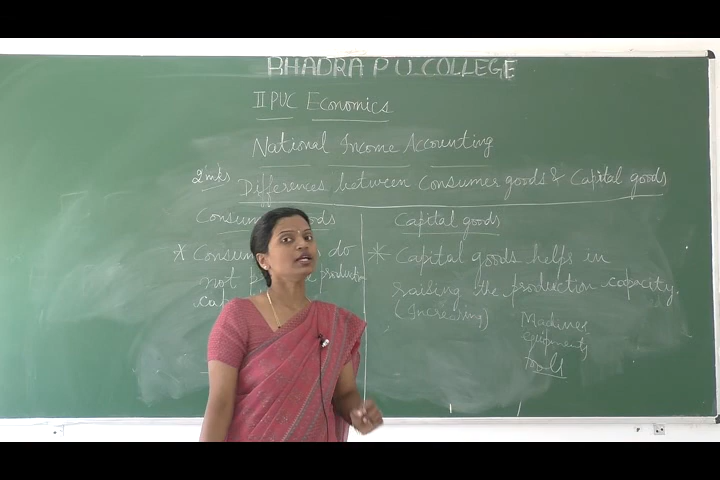 BHADRA P U COLLEGE
II PUC Economics
National Income Accounting
2 mks Differences between Consumer goods & Capital goods
Capital goods
* do
not production
* Capital goods helps in
raising the production capacity.
(Increasing)
Machines
Equipments
Tools